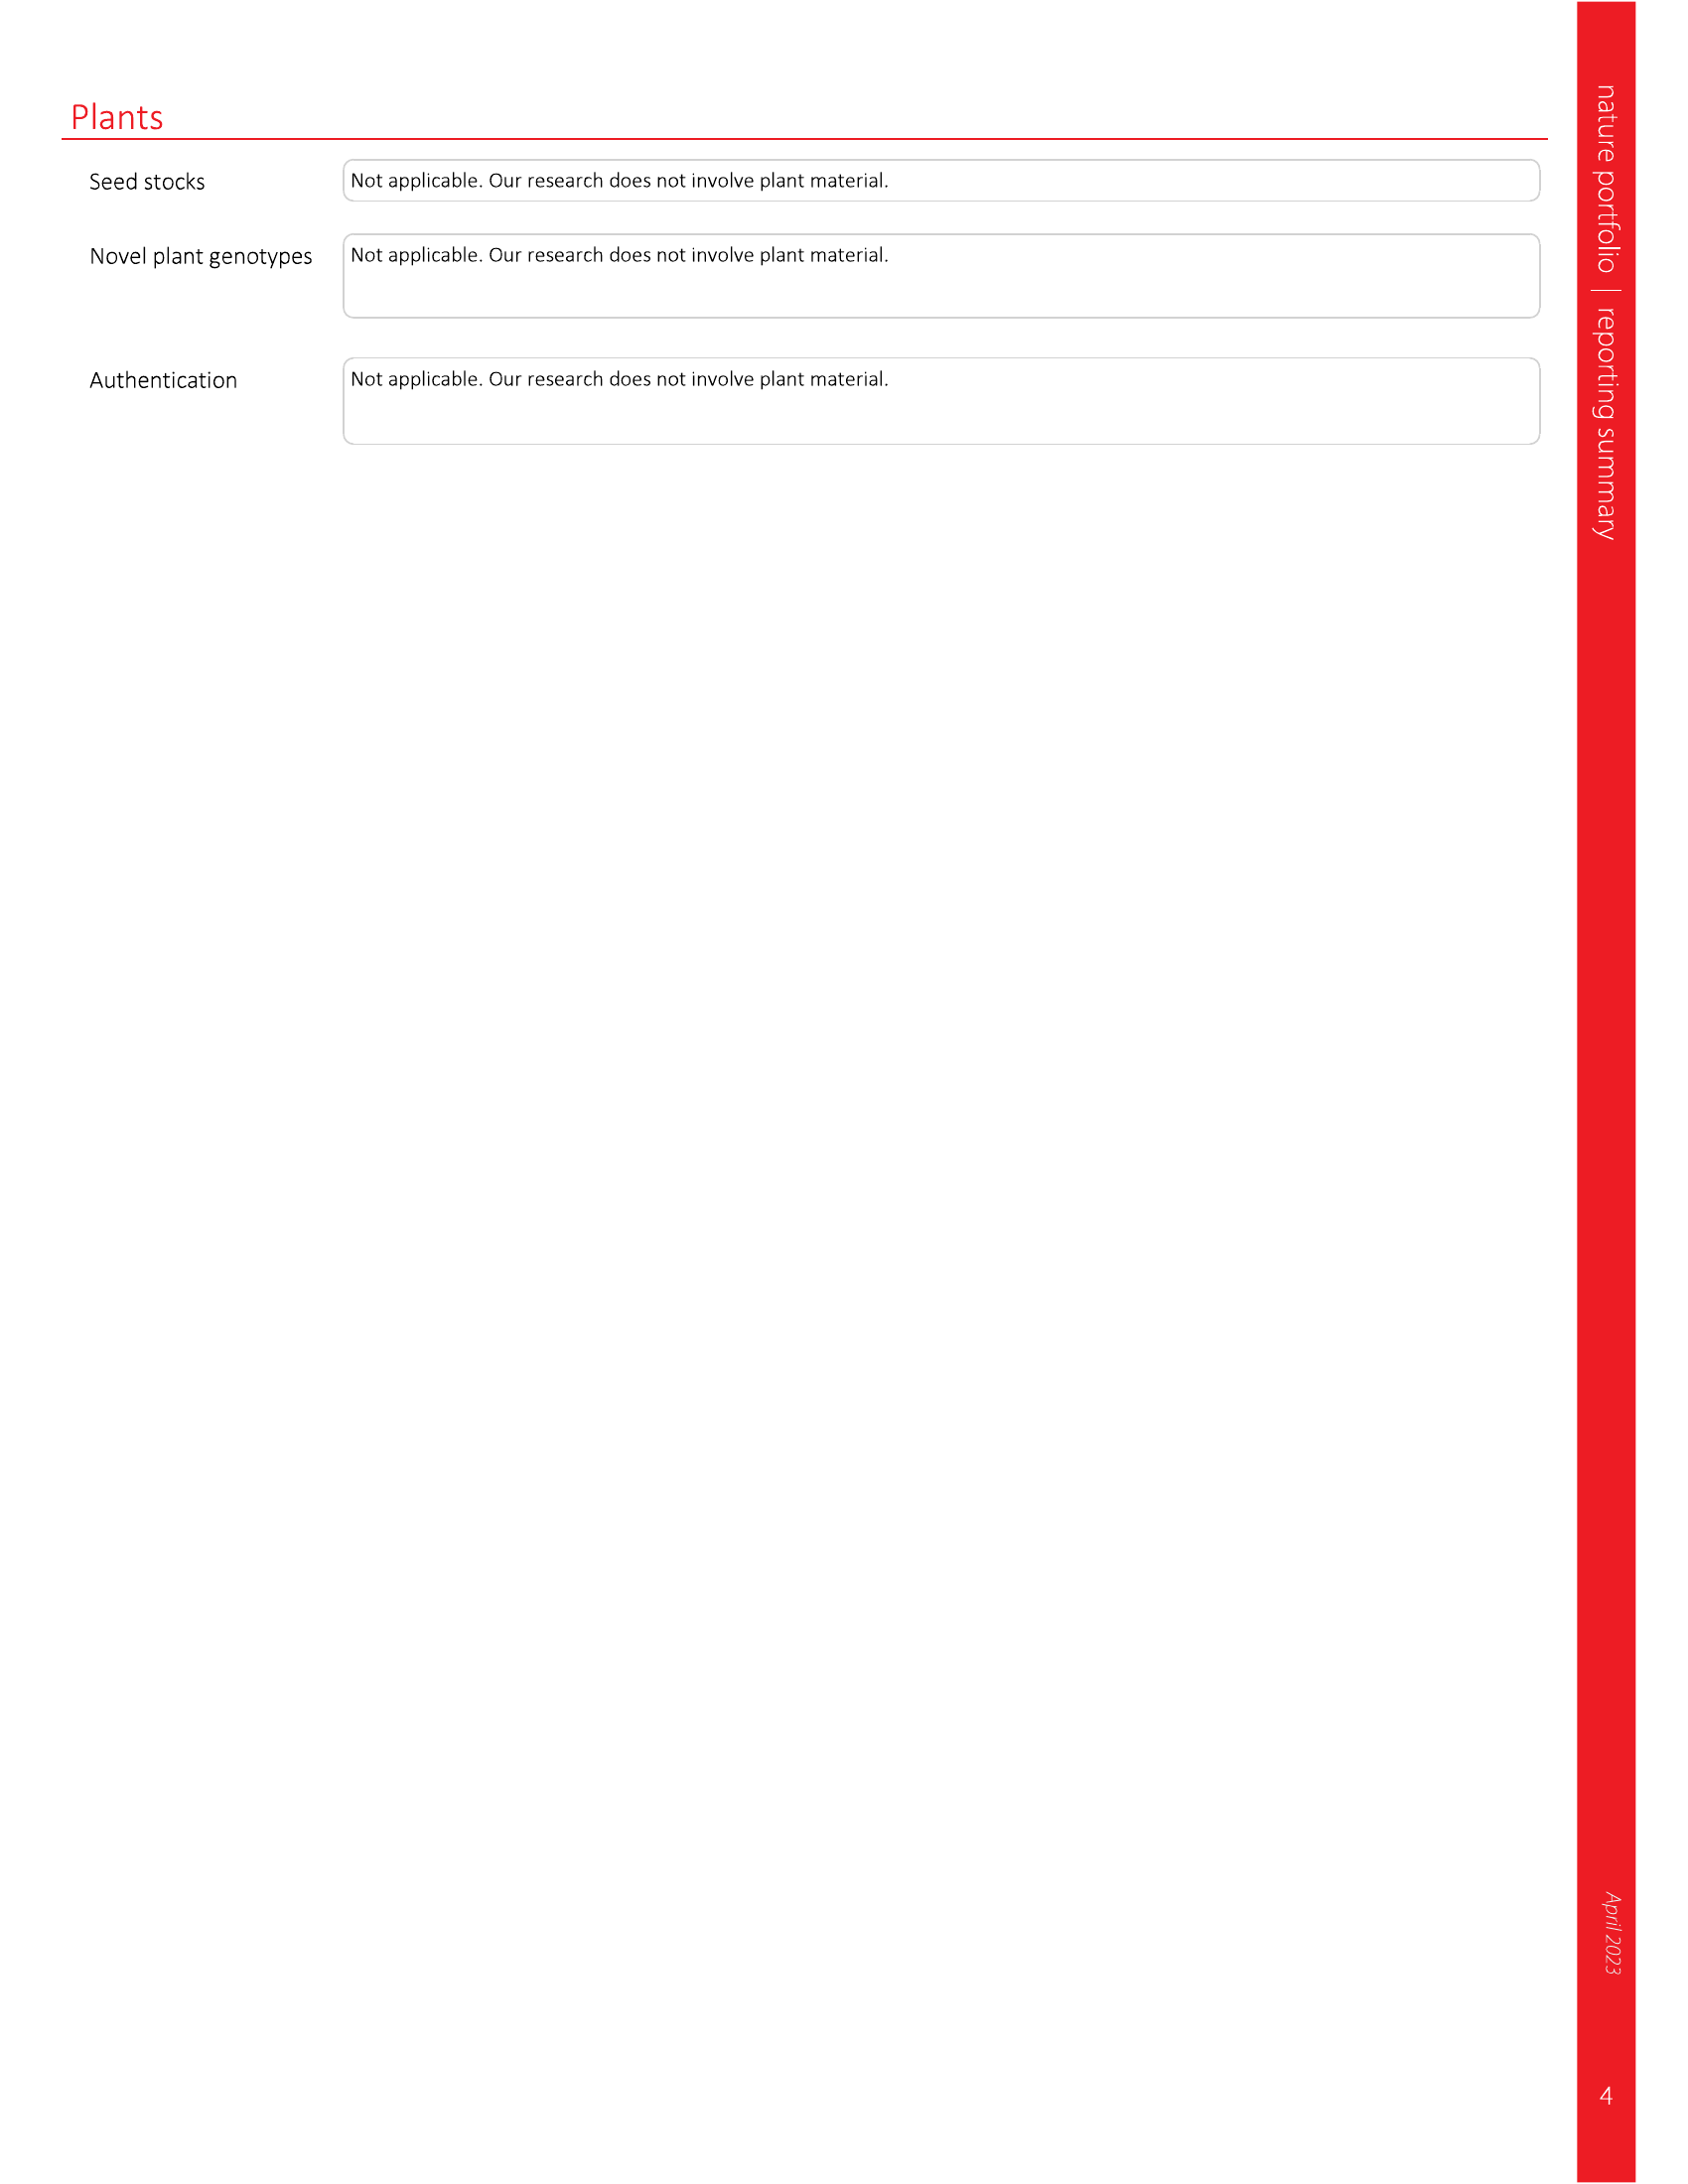 Plants
Seed stocks
Not applicable. Our research does not involve plant material.
Novel plant genotypes
Not applicable. Our research does not involve plant material.
Authentication
Not applicable. Our research does not involve plant material.
nature portfolio | reporting summary
April 2023
4